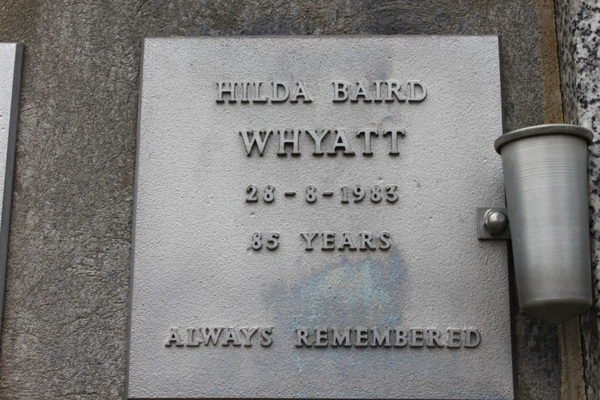 HILDA BAIRD
WHYATT
28-8-1983
85 YEARS
ALWAYS REMEMBERED